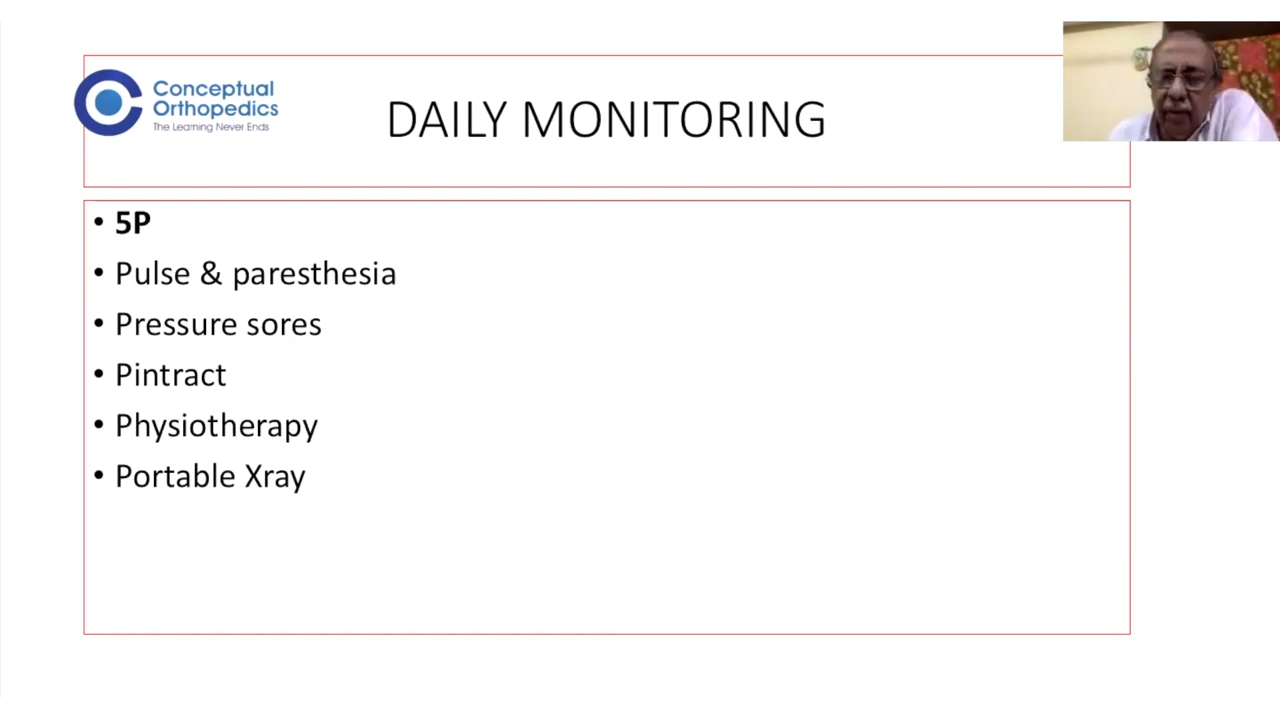 Conceptual
Orthopedics
The Learning Never Ends
DAILY MONITORING
• 5P
• Pulse & paresthesia
• Pressure sores
• Pintract
• Physiotherapy
• Portable Xray